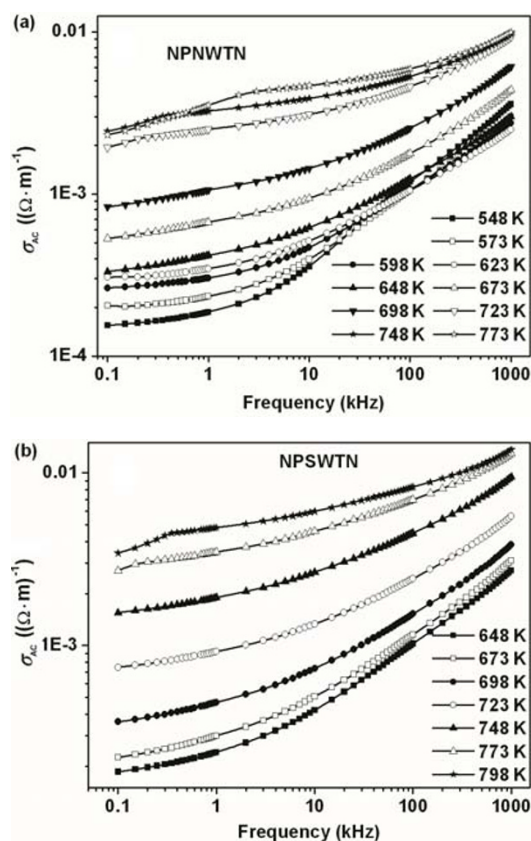 (a)
NPNWTN
0.01
1E-3
1E-4
σAC ((Ω·m)-1
548 K
573 K
598 K 623 K
648 K 673 K
698 K 723 K
748 K 773 K
0.1 1 10 100 1000
Frequency (kHz)
(b)
NPSWTN
0.01
1E-3
σAC ((Ω·m)-1
648 K
673 K
698 K
723 K
748 K
773 K
798 K
0.1 1 10 100 1000
Frequency (kHz)